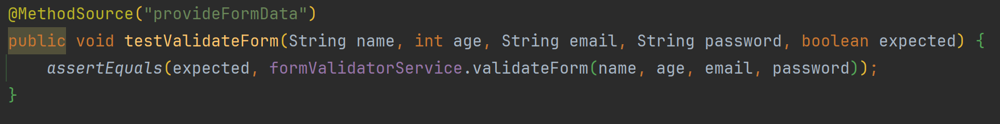 @MethodSource("provideFormData")
public void testValidateForm(String name, int age, String email, String password, boolean expected) {
    assertEquals(expected, formValidatorService.validateForm(name, age, email, password));
}